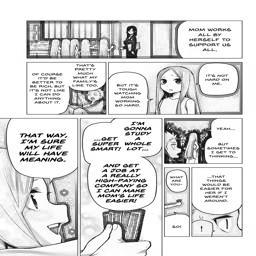 MOM WORKS
ALL BY
HERSELF TO
SUPPORT US
ALL.
IT'S NOT
HARD ON
ME.
BUT IT'S
TOUGH
WATCHING
MOM
WORKING
SO HARD.
THAT'S
PRETTY
MUCH WHAT
MY FAMILY'S
LIKE TOO.
OF COURSE
IT'D BE
BETTER TO
BE RICH, BUT
IT'S NOT LIKE
I CAN DO
ANYTHING
ABOUT IT.
YEAH...
BUT
SOMETIMES
I GET TO
THINKING...
...THAT
THINGS
WOULD BE
EASIER FOR
HER IF I
WEREN'T
AROUND.
WHAT
ARE
YOU-
SO!
I'M
GONNA
STUDY
A
WHOLE
LOT...
...GET
SUPER
SMART!
AND GET
A JOB AT
A REALLY
HIGH-PAYING
COMPANY SO
I CAN MAKE
MOM'S LIFE
EASIER!
THAT WAY,
I'M SURE
MY LIFE
WILL HAVE
MEANING.